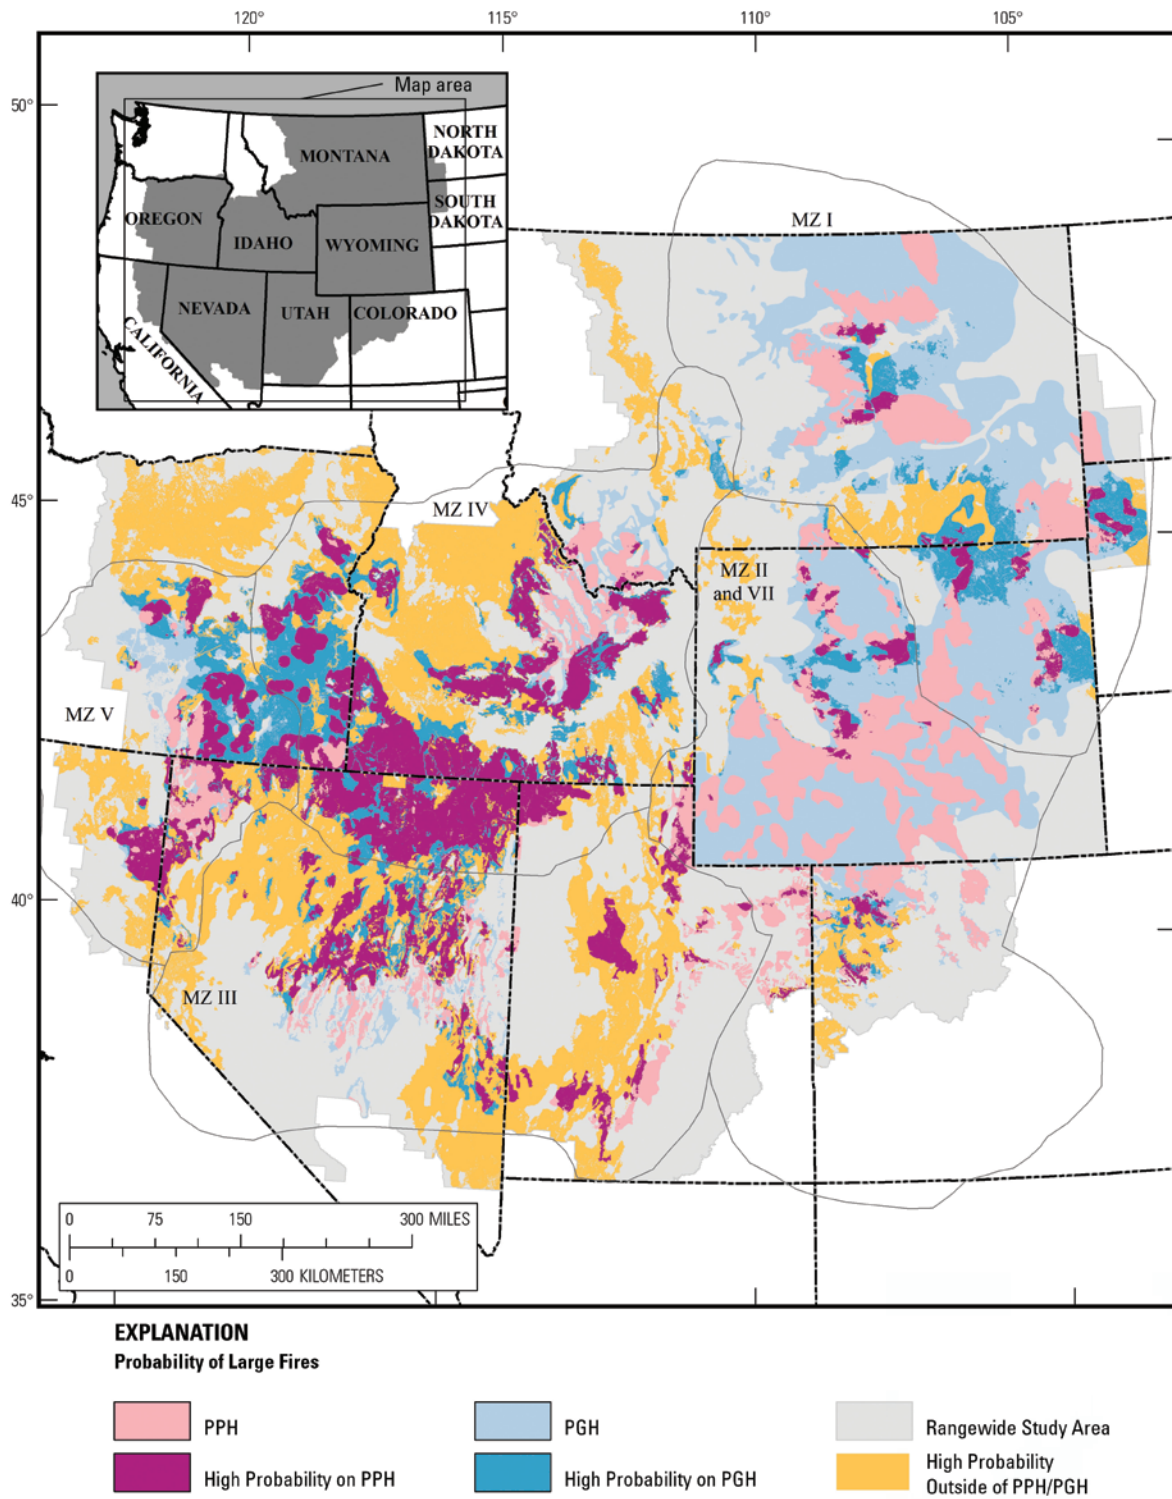 120°
115°
110°
105°
50°
45°
40°
35°
Map area
MONTANA
NORTH
DAKOTA
SOUTH
DAKOTA
OREGON
IDAHO
WYOMING
NEVADA
UTAH
COLORADO
CALIFORNIA
MZ I
MZ IV
MZ II
and VII
MZ V
MZ III
0 75 150 300 MILES
0 150 300 KILOMETERS
EXPLANATION
Probability of Large Fires
PPH
PGH
Rangewide Study Area
High Probability on PPH
High Probability on PGH
High Probability
Outside of PPH/PGH